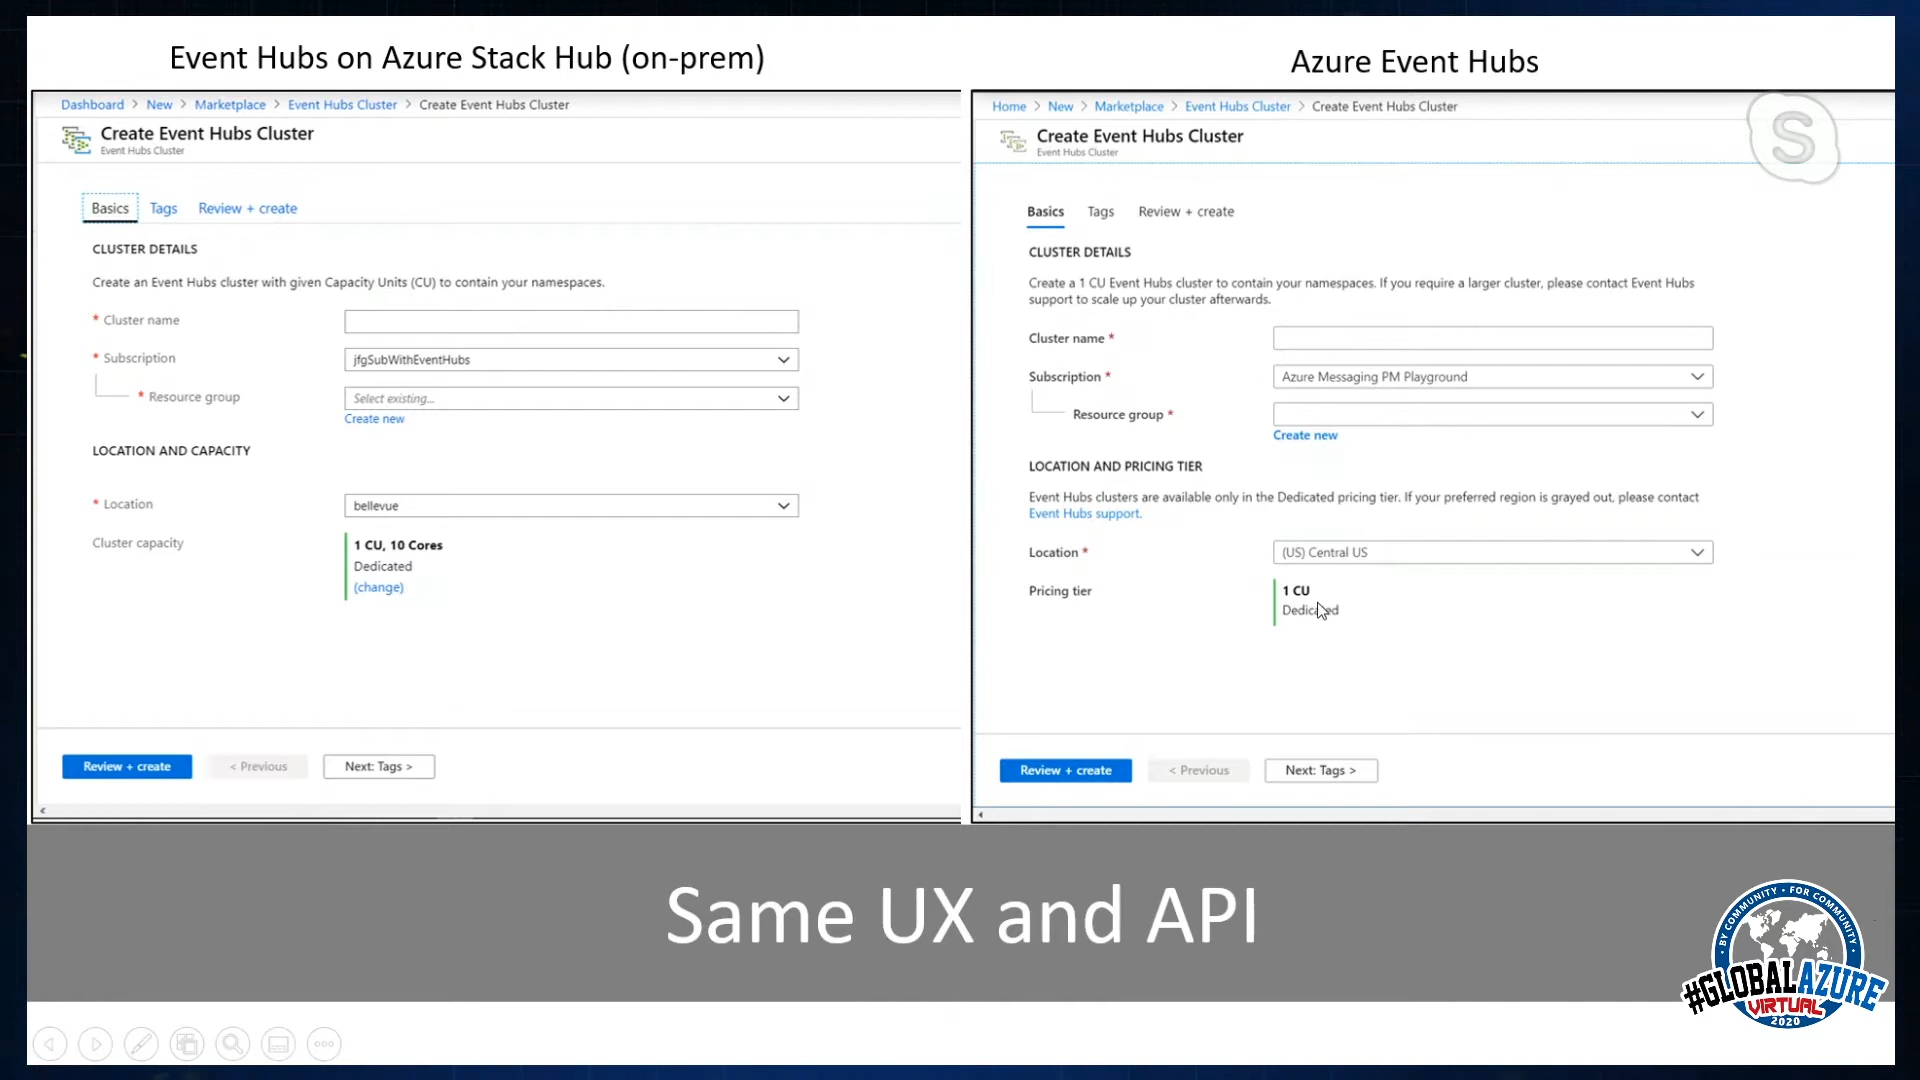 Event Hubs on Azure Stack Hub (on-prem)
Dashboard > New > Marketplace > Event Hubs Cluster > Create Event Hubs Cluster
Create Event Hubs Cluster
Event Hubs Cluster
Basics Tags Review + create
CLUSTER DETAILS
Create an Event Hubs cluster with given Capacity Units (CU) to contain your namespaces.
* Cluster name
* Subscription jfgSubWithEventHubs
* Resource group Select existing...
Create new
LOCATION AND CAPACITY
* Location bellevue
Cluster capacity 1 CU, 10 Cores
Dedicated
(change)
Review + create < Previous Next: Tags >
Azure Event Hubs
Home > New > Marketplace > Event Hubs Cluster > Create Event Hubs Cluster
Create Event Hubs Cluster
Event Hubs Cluster
S
Basics Tags Review + create
CLUSTER DETAILS
Create a 1 CU Event Hubs cluster to contain your namespaces. If you require a larger cluster, please contact Event Hubs
support to scale up your cluster afterwards.
Cluster name *
Subscription * Azure Messaging PM Playground
Resource group *
Create new
LOCATION AND PRICING TIER
Event Hubs clusters are available only in the Dedicated pricing tier. If your preferred region is grayed out, please contact
Event Hubs support.
Location * (US) Central US
Pricing tier 1 CU
Dedicated
Review + create < Previous Next: Tags >
Same UX and API
BY COMMUNITY • FOR COMMUNITY
#GLOBALAZURE
VIRTUAL
2020